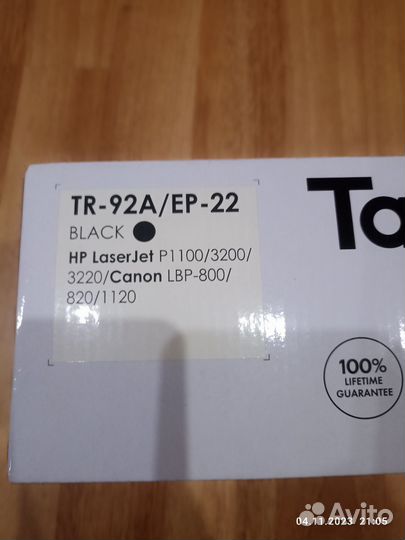 TR-92A/EP-22
BLACK
HP LaserJet P1100/3200/
3220/Canon LBP-800/
820/1120
Ta
100%
LIFETIME
GUARANTEE
04.11.2023 21:05
Avito